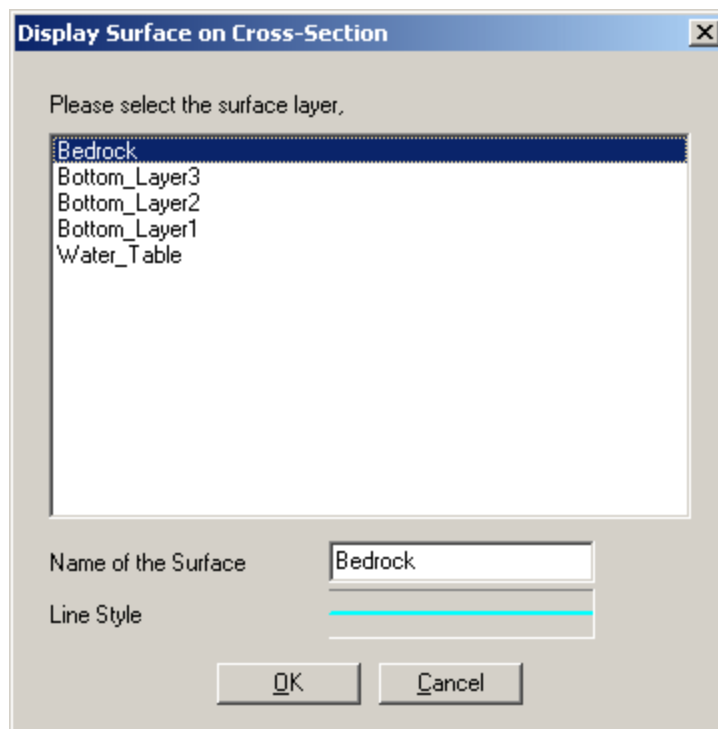 Display Surface on Cross-Section
Please select the surface layer,
Bedrock
Bottom_Layer3
Bottom_Layer2
Bottom_Layer1
Water_Table
Name of the Surface Bedrock
Line Style
OK Cancel